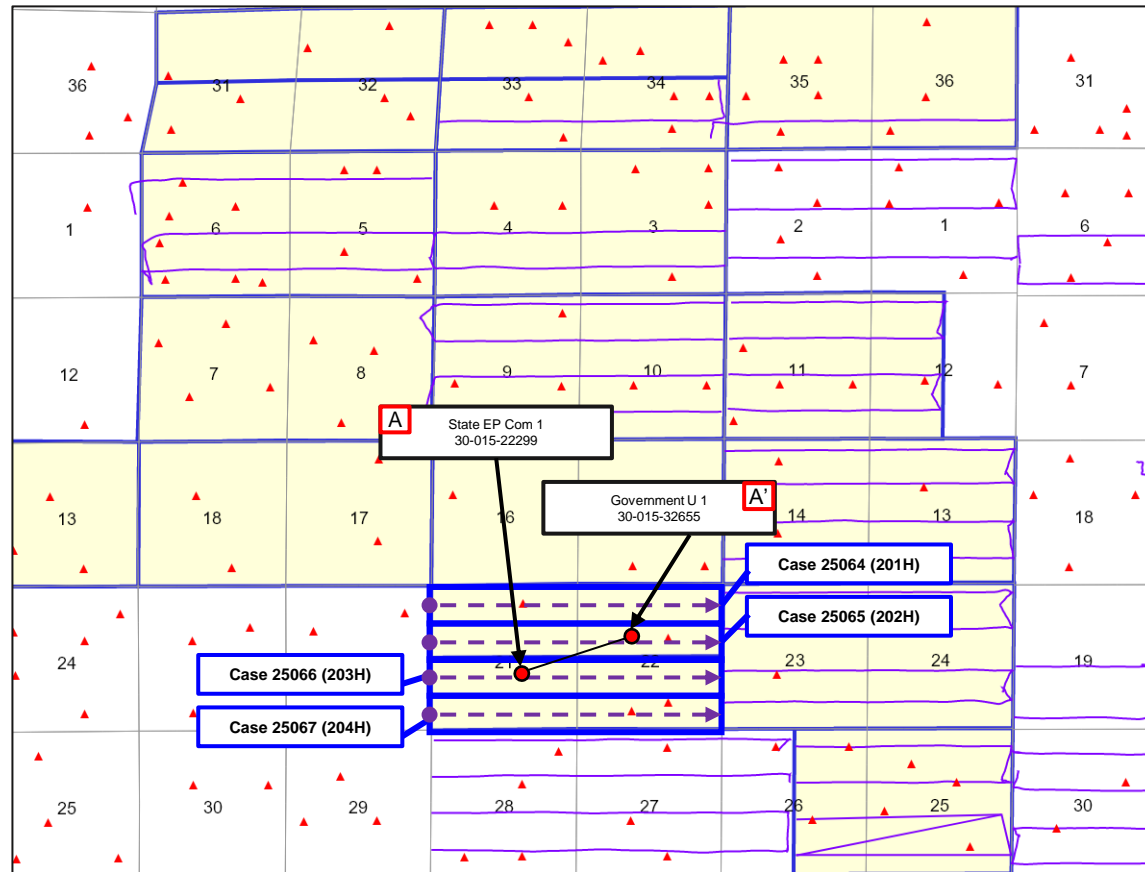 36 31 32 33 34 35 36 31
1 6 5 4 3 2 1 6
12 7 8 9 10 11 12 7
A
State EP Com 1
30-015-22299
Government U 1
30-015-32655
A'
13 18 17 16 14 13 18
Case 25064 (201H)
Case 25065 (202H)
24 21 22 23 24 19
Case 25066 (203H)
Case 25067 (204H)
25 30 29 28 27 26 25 30